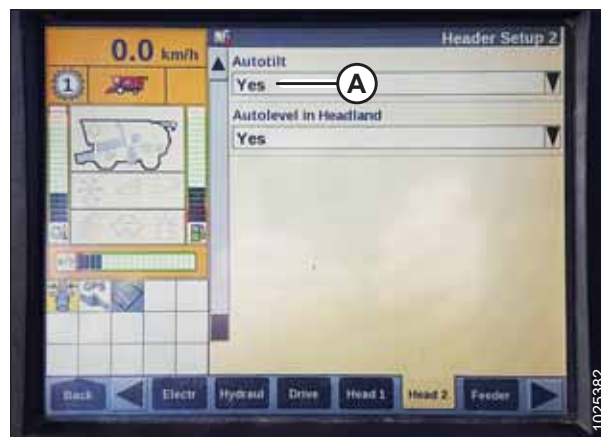 0.0 km/h
Header Setup 2
1
Autotilt
Yes
A
Autolevel in Headland
Yes
Back
Electr
Hydraul
Drive
Head 1
Head 2
Feeder
1025382